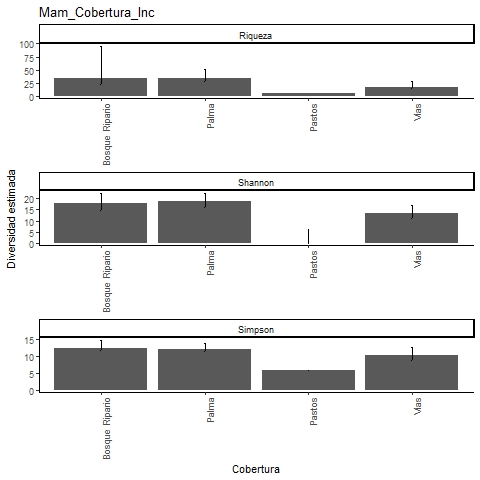 Mam_Cobertura_Inc
Riqueza
100
75
50
25
0
Bosque Ripario
Palma
Pastos
Vias
Shannon
20
15
10
5
0
Bosque Ripario
Palma
Pastos
Vias
Simpson
15
10
5
0
Bosque Ripario
Palma
Pastos
Vias
Diversidad estimada
Cobertura